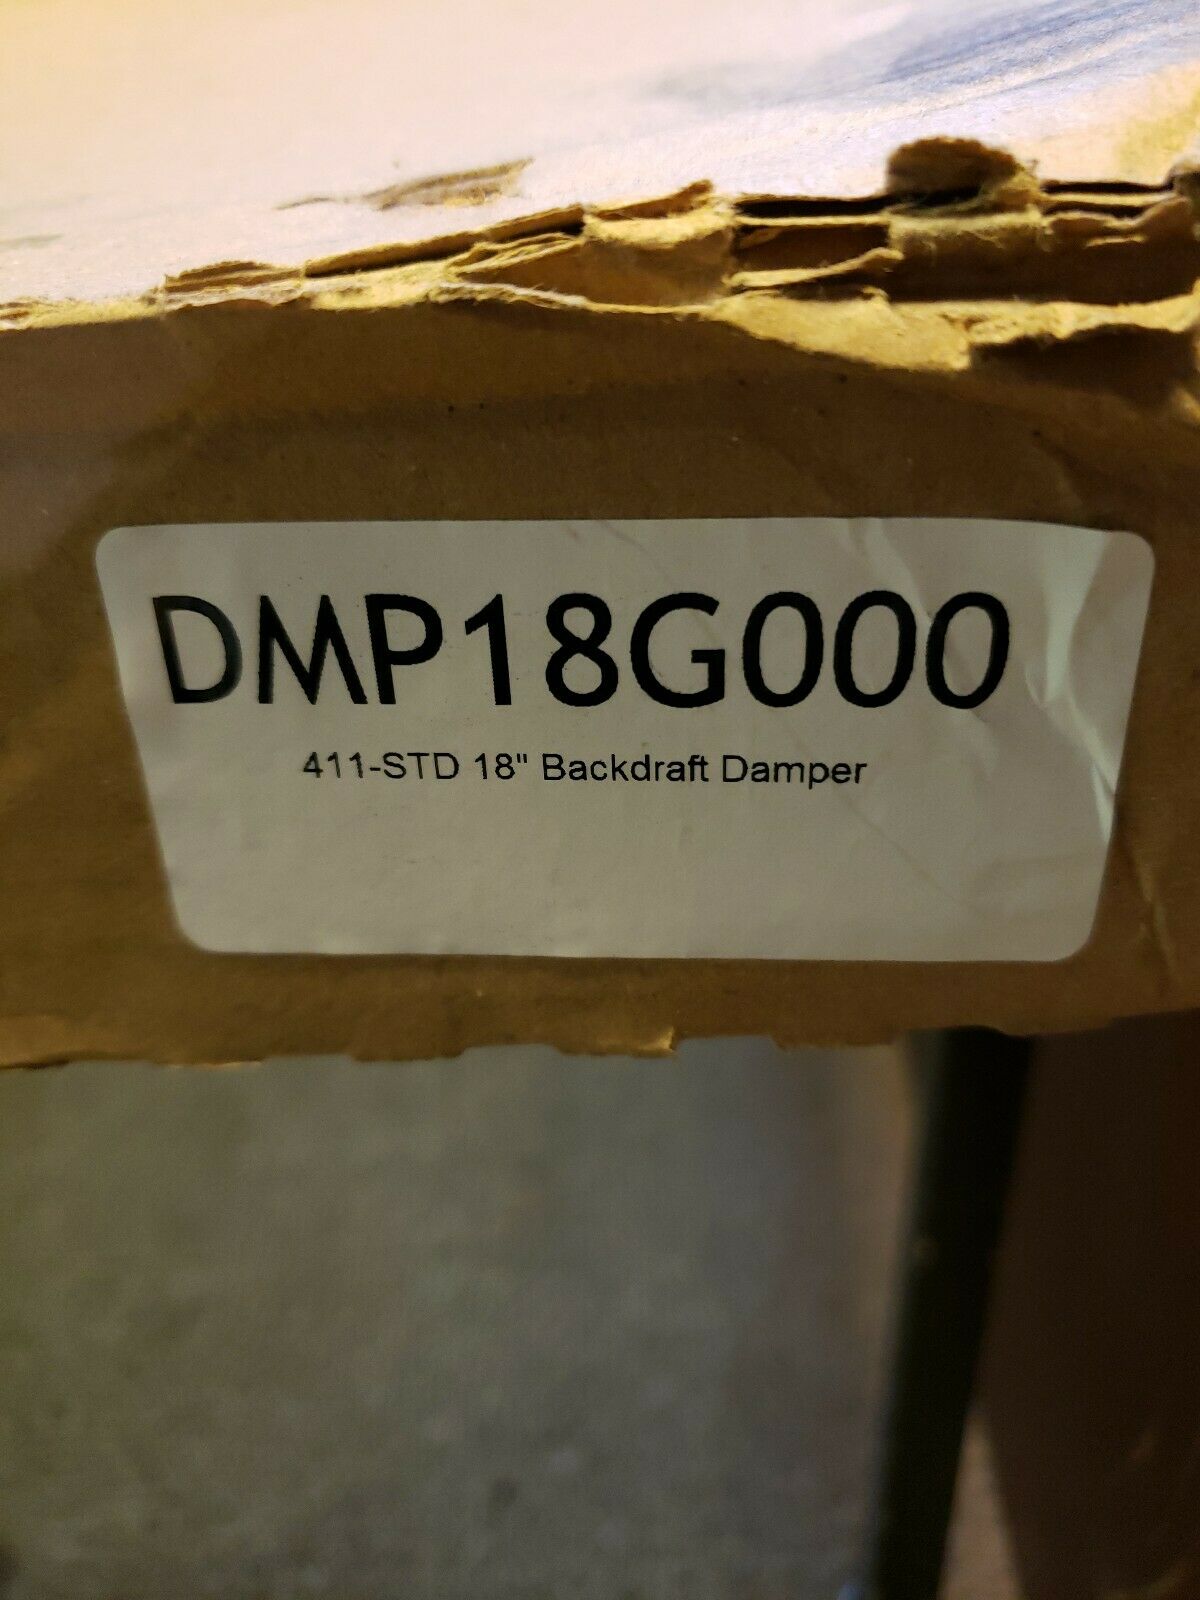 DMP18G000
411-STD 18" Backdraft Damper